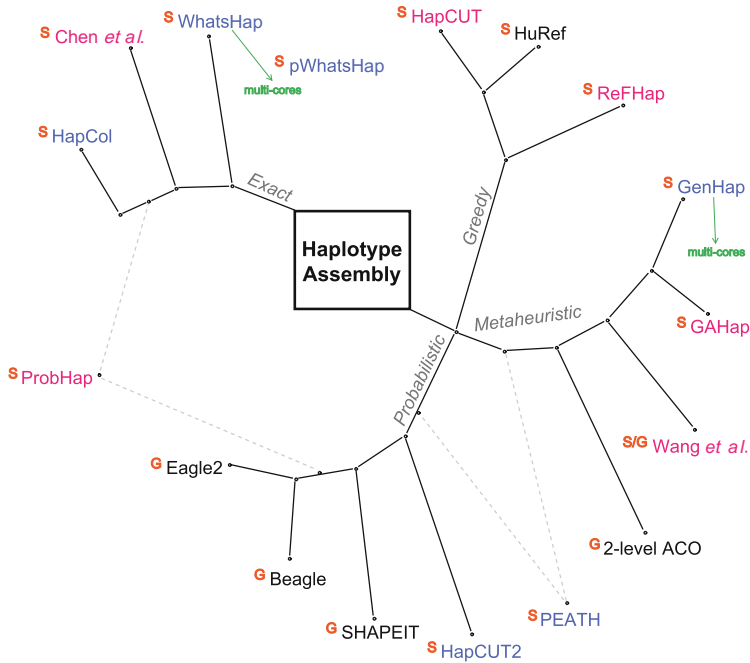 S HapCUT
S WhatsHap
S HuRef
S Chen et al.
S pWhatsHap
multi-cores
S ReFHap
S HapCol
Exact
S GenHap
Greedy
Haplotype
Assembly
multi-cores
Metaheuristic
S GAHap
Probabilistic
S ProbHap
S/G Wang et al.
G Eagle2
G 2-level ACO
G Beagle
S PEATH
G SHAPEIT
S HapCUT2